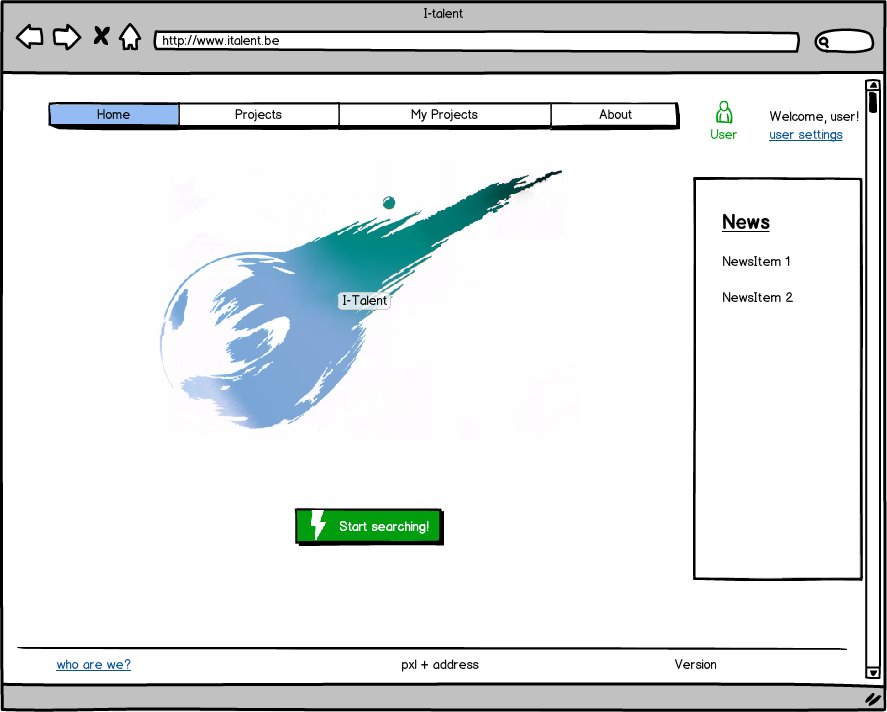 I-talent
http://www.italent.be
Home
Projects
My Projects
About
User
Welcome, user!
user settings
I-Talent
News
NewsItem 1
NewsItem 2
Start searching!
who are we?
pxl + address
Version